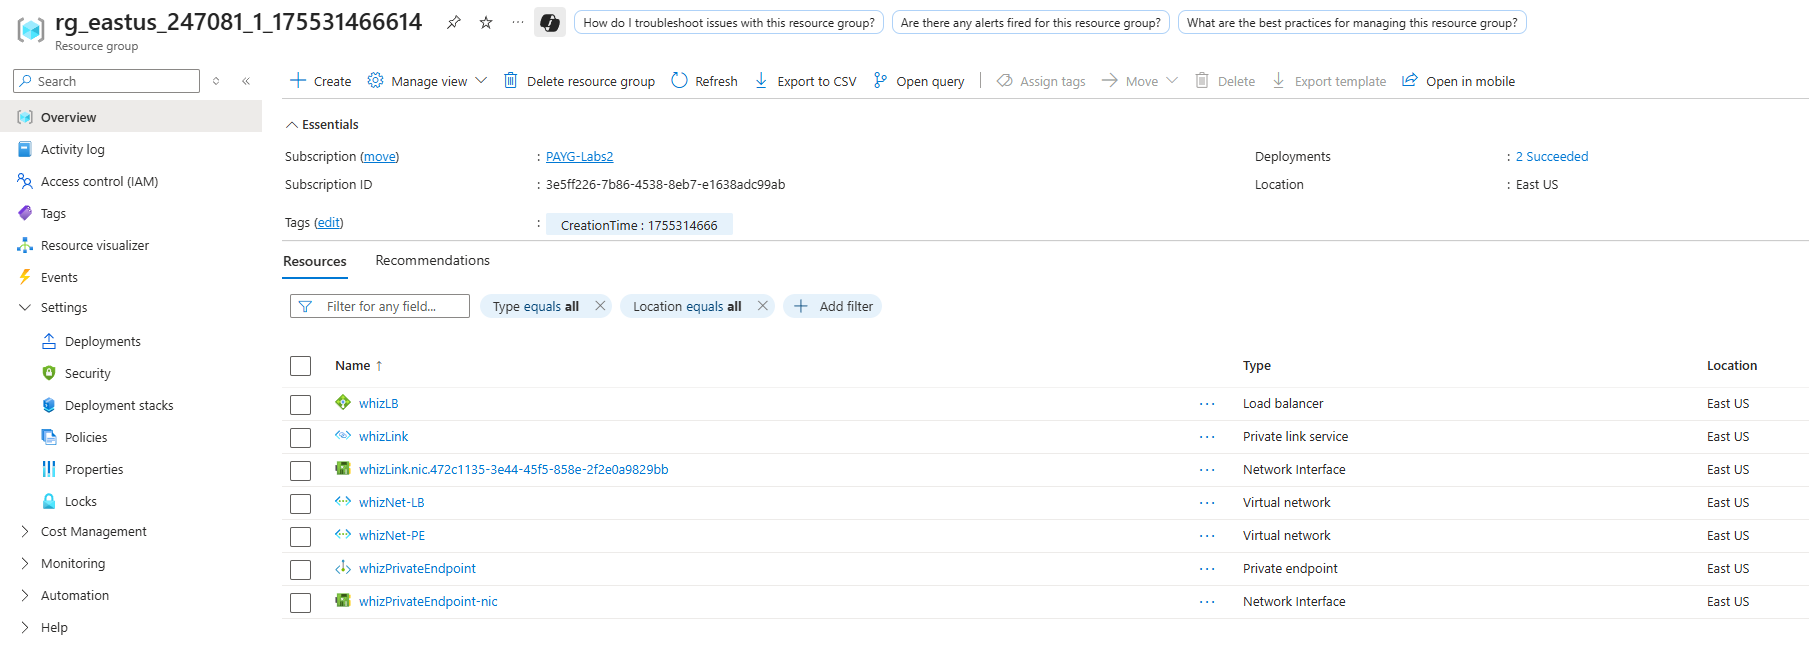 rg_eastus_247081_1_175531466614
How do I troubleshoot issues with this resource group?
Are there any alerts fired for this resource group?
What are the best practices for managing this resource group?
Resource group
Search
Create
Manage view
Delete resource group
Refresh
Export to CSV
Open query
Assign tags
Move
Delete
Export template
Open in mobile
Overview
Activity log
Access control (IAM)
Tags
Resource visualizer
Events
Settings
Deployments
Security
Deployment stacks
Policies
Properties
Locks
Cost Management
Monitoring
Automation
Help
Essentials
Subscription (move) : PAYG-Labs2
Subscription ID : 3e5ff226-7b86-4538-8eb7-e1638adc99ab
Tags (edit) : CreationTime : 1755314666
Deployments : 2 Succeeded
Location : East US
Resources Recommendations
Filter for any field... Type equals all Location equals all Add filter
Name ↑ Type Location
whizLB ··· Load balancer East US
whizLink ··· Private link service East US
whizLink.nic.472c1135-3e44-45f5-858e-2f2e0a9829bb ··· Network Interface East US
whizNet-LB ··· Virtual network East US
whizNet-PE ··· Virtual network East US
whizPrivateEndpoint ··· Private endpoint East US
whizPrivateEndpoint-nic ··· Network Interface East US